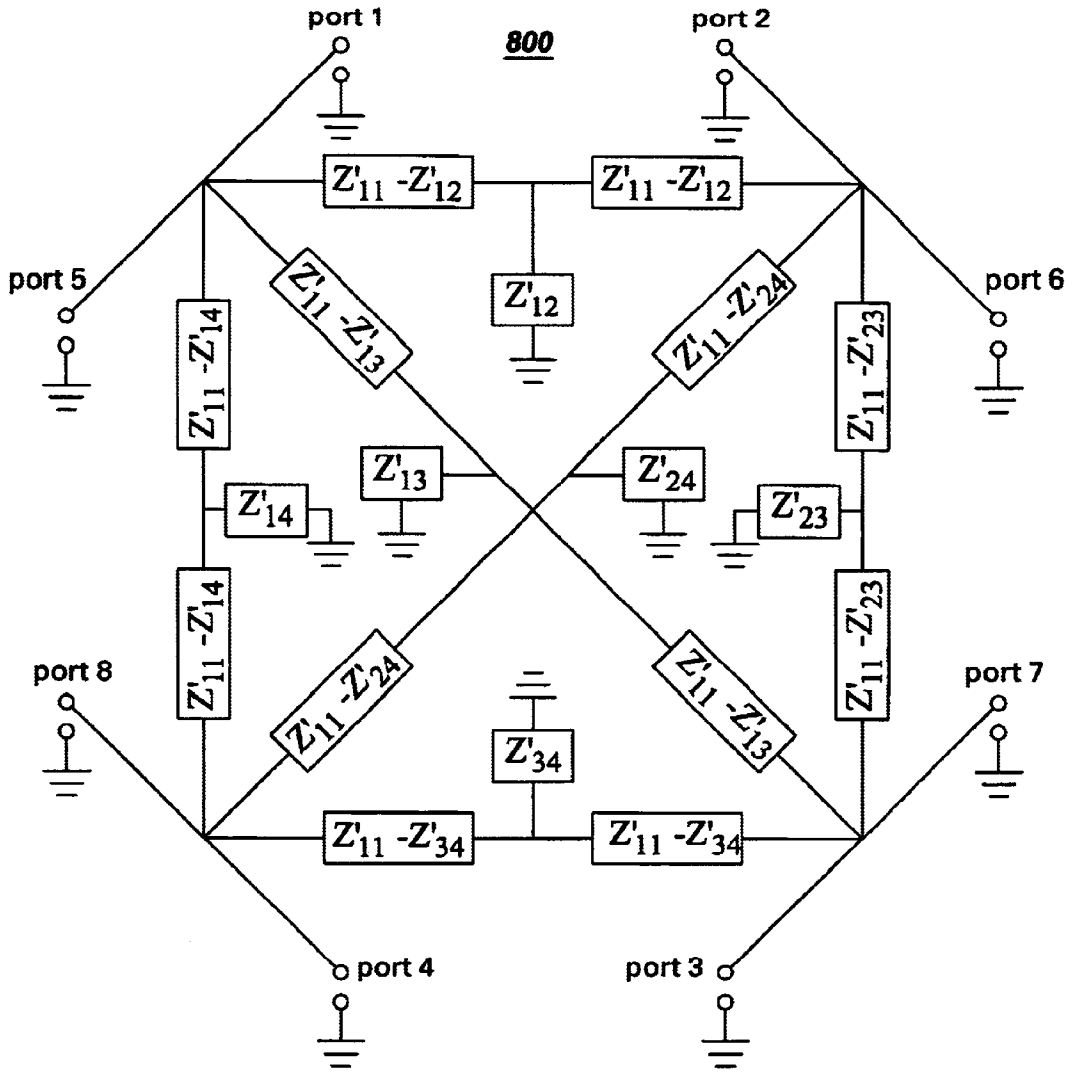 port 1
800
port 2
Z'11 -Z'12
Z'11 -Z'12
port 5
port 6
Z'12
Z'11 -Z'13
Z'11 -Z'24
Z'11 -Z'14
Z'11 -Z'23
Z'13
Z'24
Z'14
Z'23
Z'11 -Z'14
Z'11 -Z'23
port 8
port 7
Z'11 -Z'24
Z'11 -Z'13
Z'34
Z'11 -Z'34
Z'11 -Z'34
port 4
port 3